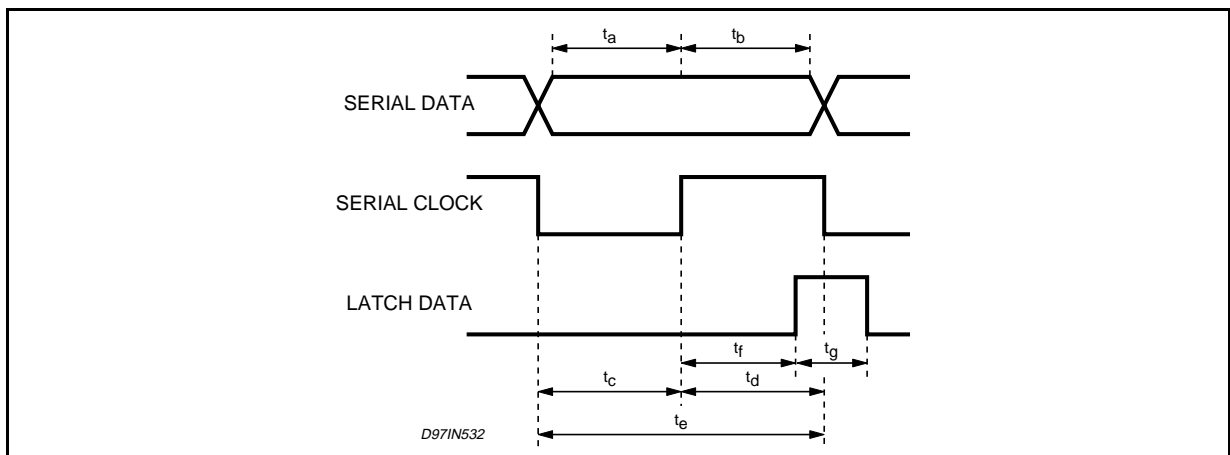 ta tb
SERIAL DATA
SERIAL CLOCK
LATCH DATA
tf tg
tc td
te
D97IN532